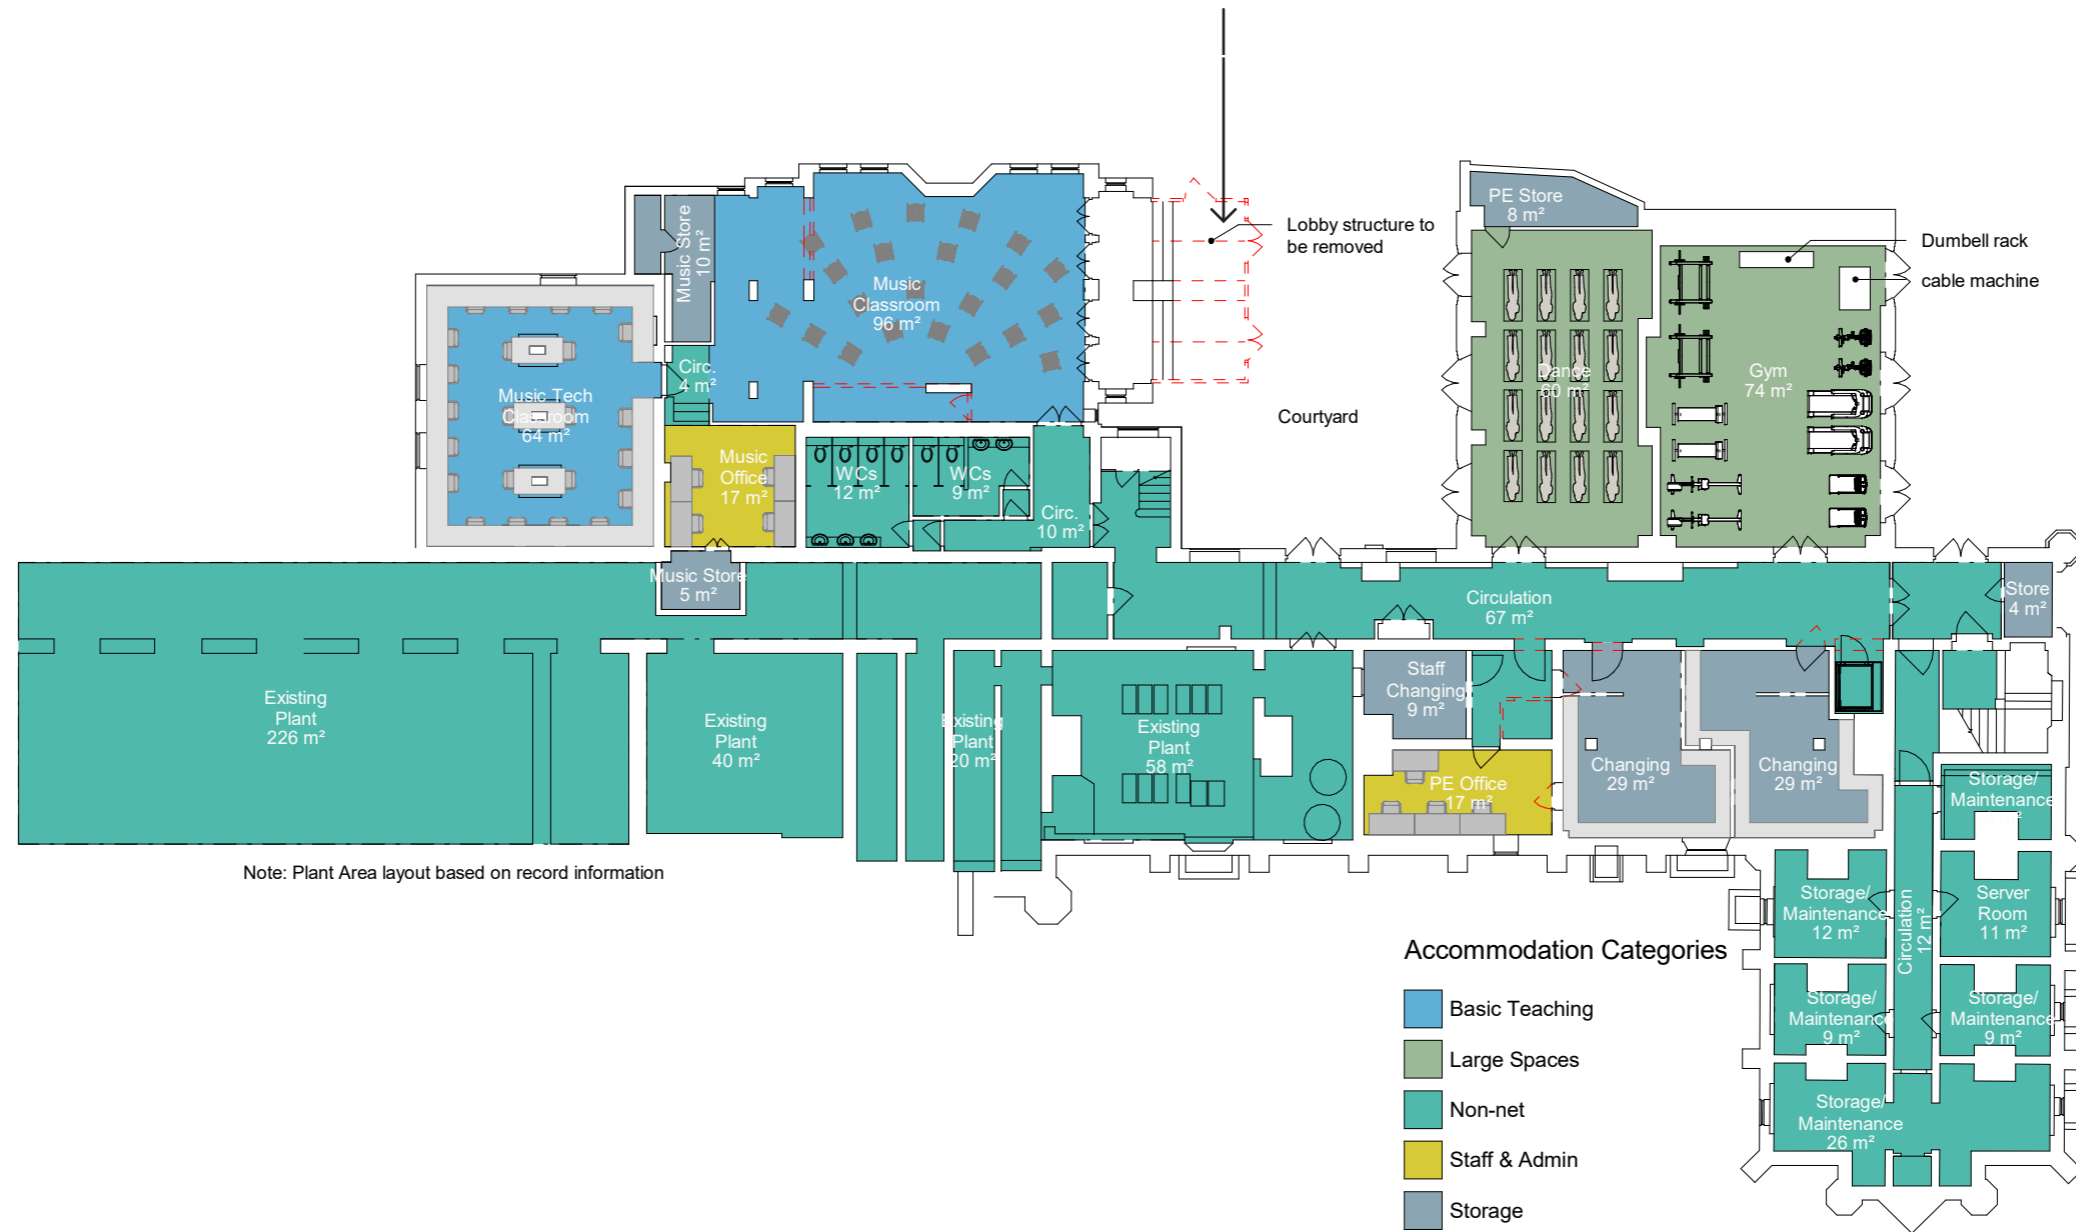 PE Store
8 m²
Lobby structure to
be removed
Dumbell rack
cable machine
Music Store
10 m²
Music
Classroom
96 m²
Circ.
4 m²
Music Tech
Classroom
64 m²
Dance
60 m²
Gym
74 m²
Courtyard
Music
Office
17 m²
WCs
12 m²
WCs
9 m²
Circ.
10 m²
Music Store
5 m²
Circulation
67 m²
Store
4 m²
Existing
Plant
226 m²
Existing
Plant
40 m²
Existing
Plant
20 m²
Existing
Plant
58 m²
Staff
Changing
9 m²
PE Office
17 m²
Changing
29 m²
Changing
29 m²
Storage/
Maintenance
Note: Plant Area layout based on record information
Storage/
Maintenance
12 m²
Circulation
12 m²
Server
Room
11 m²
Storage/
Maintenance
9 m²
Storage/
Maintenance
9 m²
Storage/
Maintenance
26 m²
Accommodation Categories
Basic Teaching
Large Spaces
Non-net
Staff & Admin
Storage